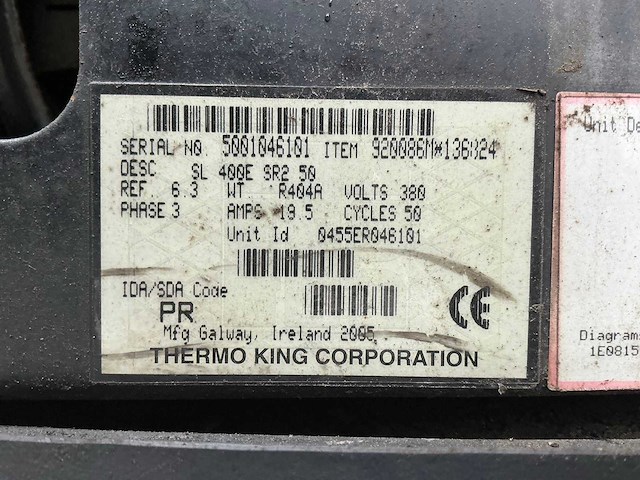 SERIAL NO. 5001046101 ITEM 920086M*136824
DESC SL 400E SR2 50
REF. 6.3 WT. R404A VOLTS 380
PHASE 3 AMPS 19.5 CYCLES 50
Unit Id 0455ER046101
IDA/SDA Code
PR
CE
Mfg Galway, Ireland 2005
THERMO KING CORPORATION
Unit De
Diagrams
1E0815